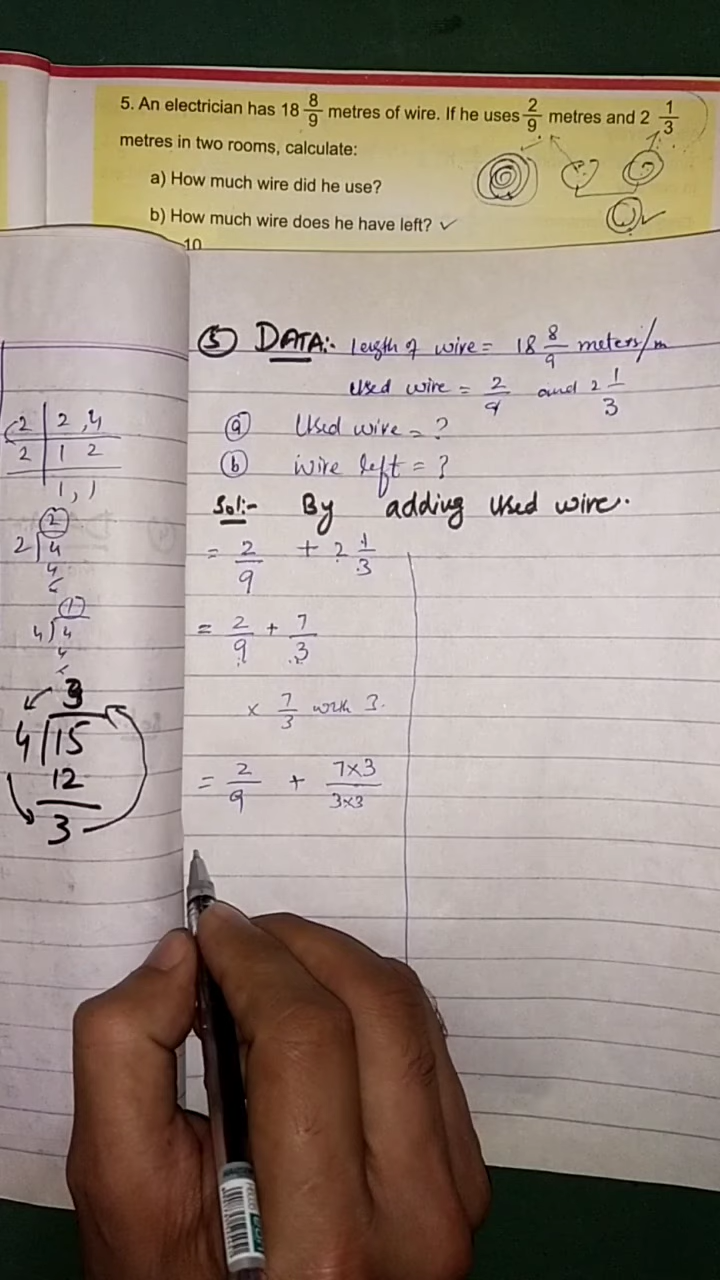 5. An electrician has 18 8/9 metres of wire. If he uses 2/9 metres and 2 1/3
metres in two rooms, calculate:
a) How much wire did he use?
b) How much wire does he have left? ✓
10
⑤ DATA:- length of wire = 18 8/9 meters/m
Used wire = 2/9 and 2 1/3
ⓐ Used wire = ?
ⓑ wire left = ?
Sol:- By adding used wire.
= 2/9 + 2 1/3
= 2/9 + 7/3
× 7/3 with 3.
= 2/9 + 7×3/3×3
2 | 2, 4
2 | 1 2
1, 1
2
2 ) 4
4
1
4 ) 4
4
3
4 ) 15
12
3